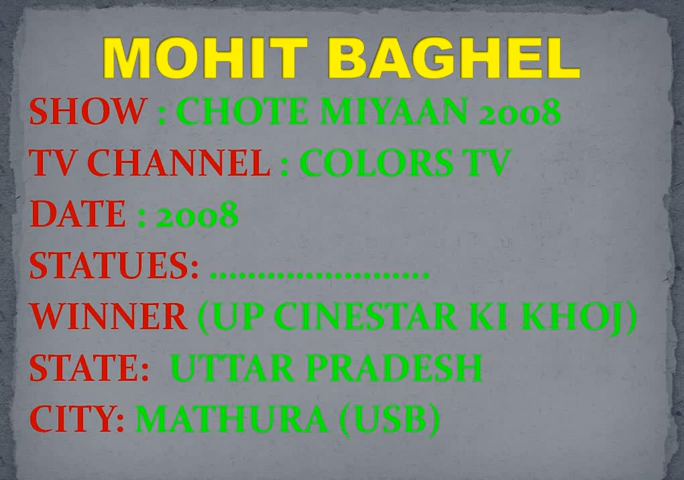 MOHIT BAGHEL
SHOW : CHOTE MIYAAN 2008
TV CHANNEL : COLORS TV
DATE : 2008
STATUES: .......................
WINNER (UP CINESTAR KI KHOJ)
STATE: UTTAR PRADESH
CITY: MATHURA (USB)